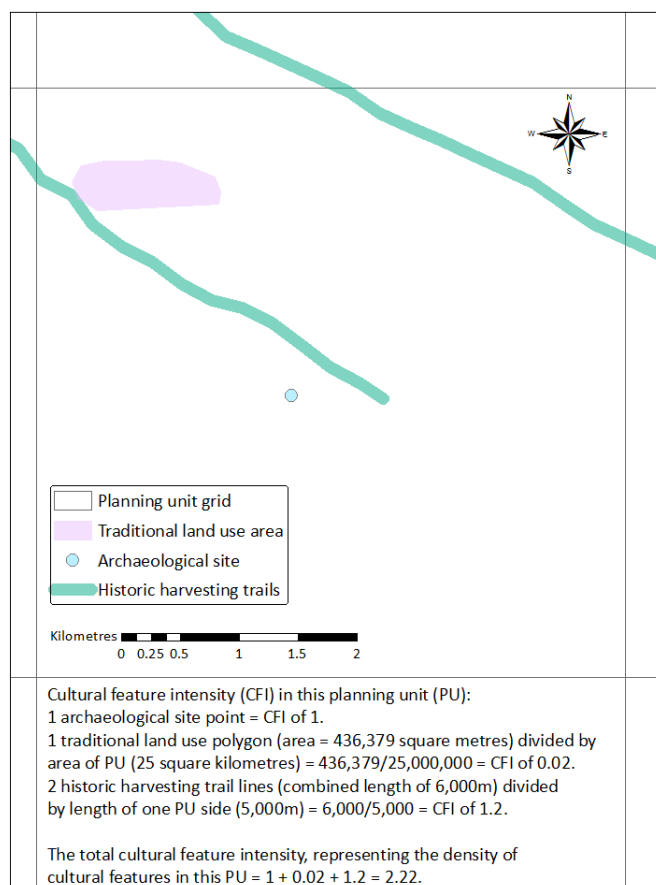 N
W E
S
Planning unit grid
Traditional land use area
Archaeological site
Historic harvesting trails
Kilometres
0 0.25 0.5 1 1.5 2
Cultural feature intensity (CFI) in this planning unit (PU):
1 archaeological site point = CFI of 1.
1 traditional land use polygon (area = 436,379 square metres) divided by
area of PU (25 square kilometres) = 436,379/25,000,000 = CFI of 0.02.
2 historic harvesting trail lines (combined length of 6,000m) divided
by length of one PU side (5,000m) = 6,000/5,000 = CFI of 1.2.
The total cultural feature intensity, representing the density of
cultural features in this PU = 1 + 0.02 + 1.2 = 2.22.